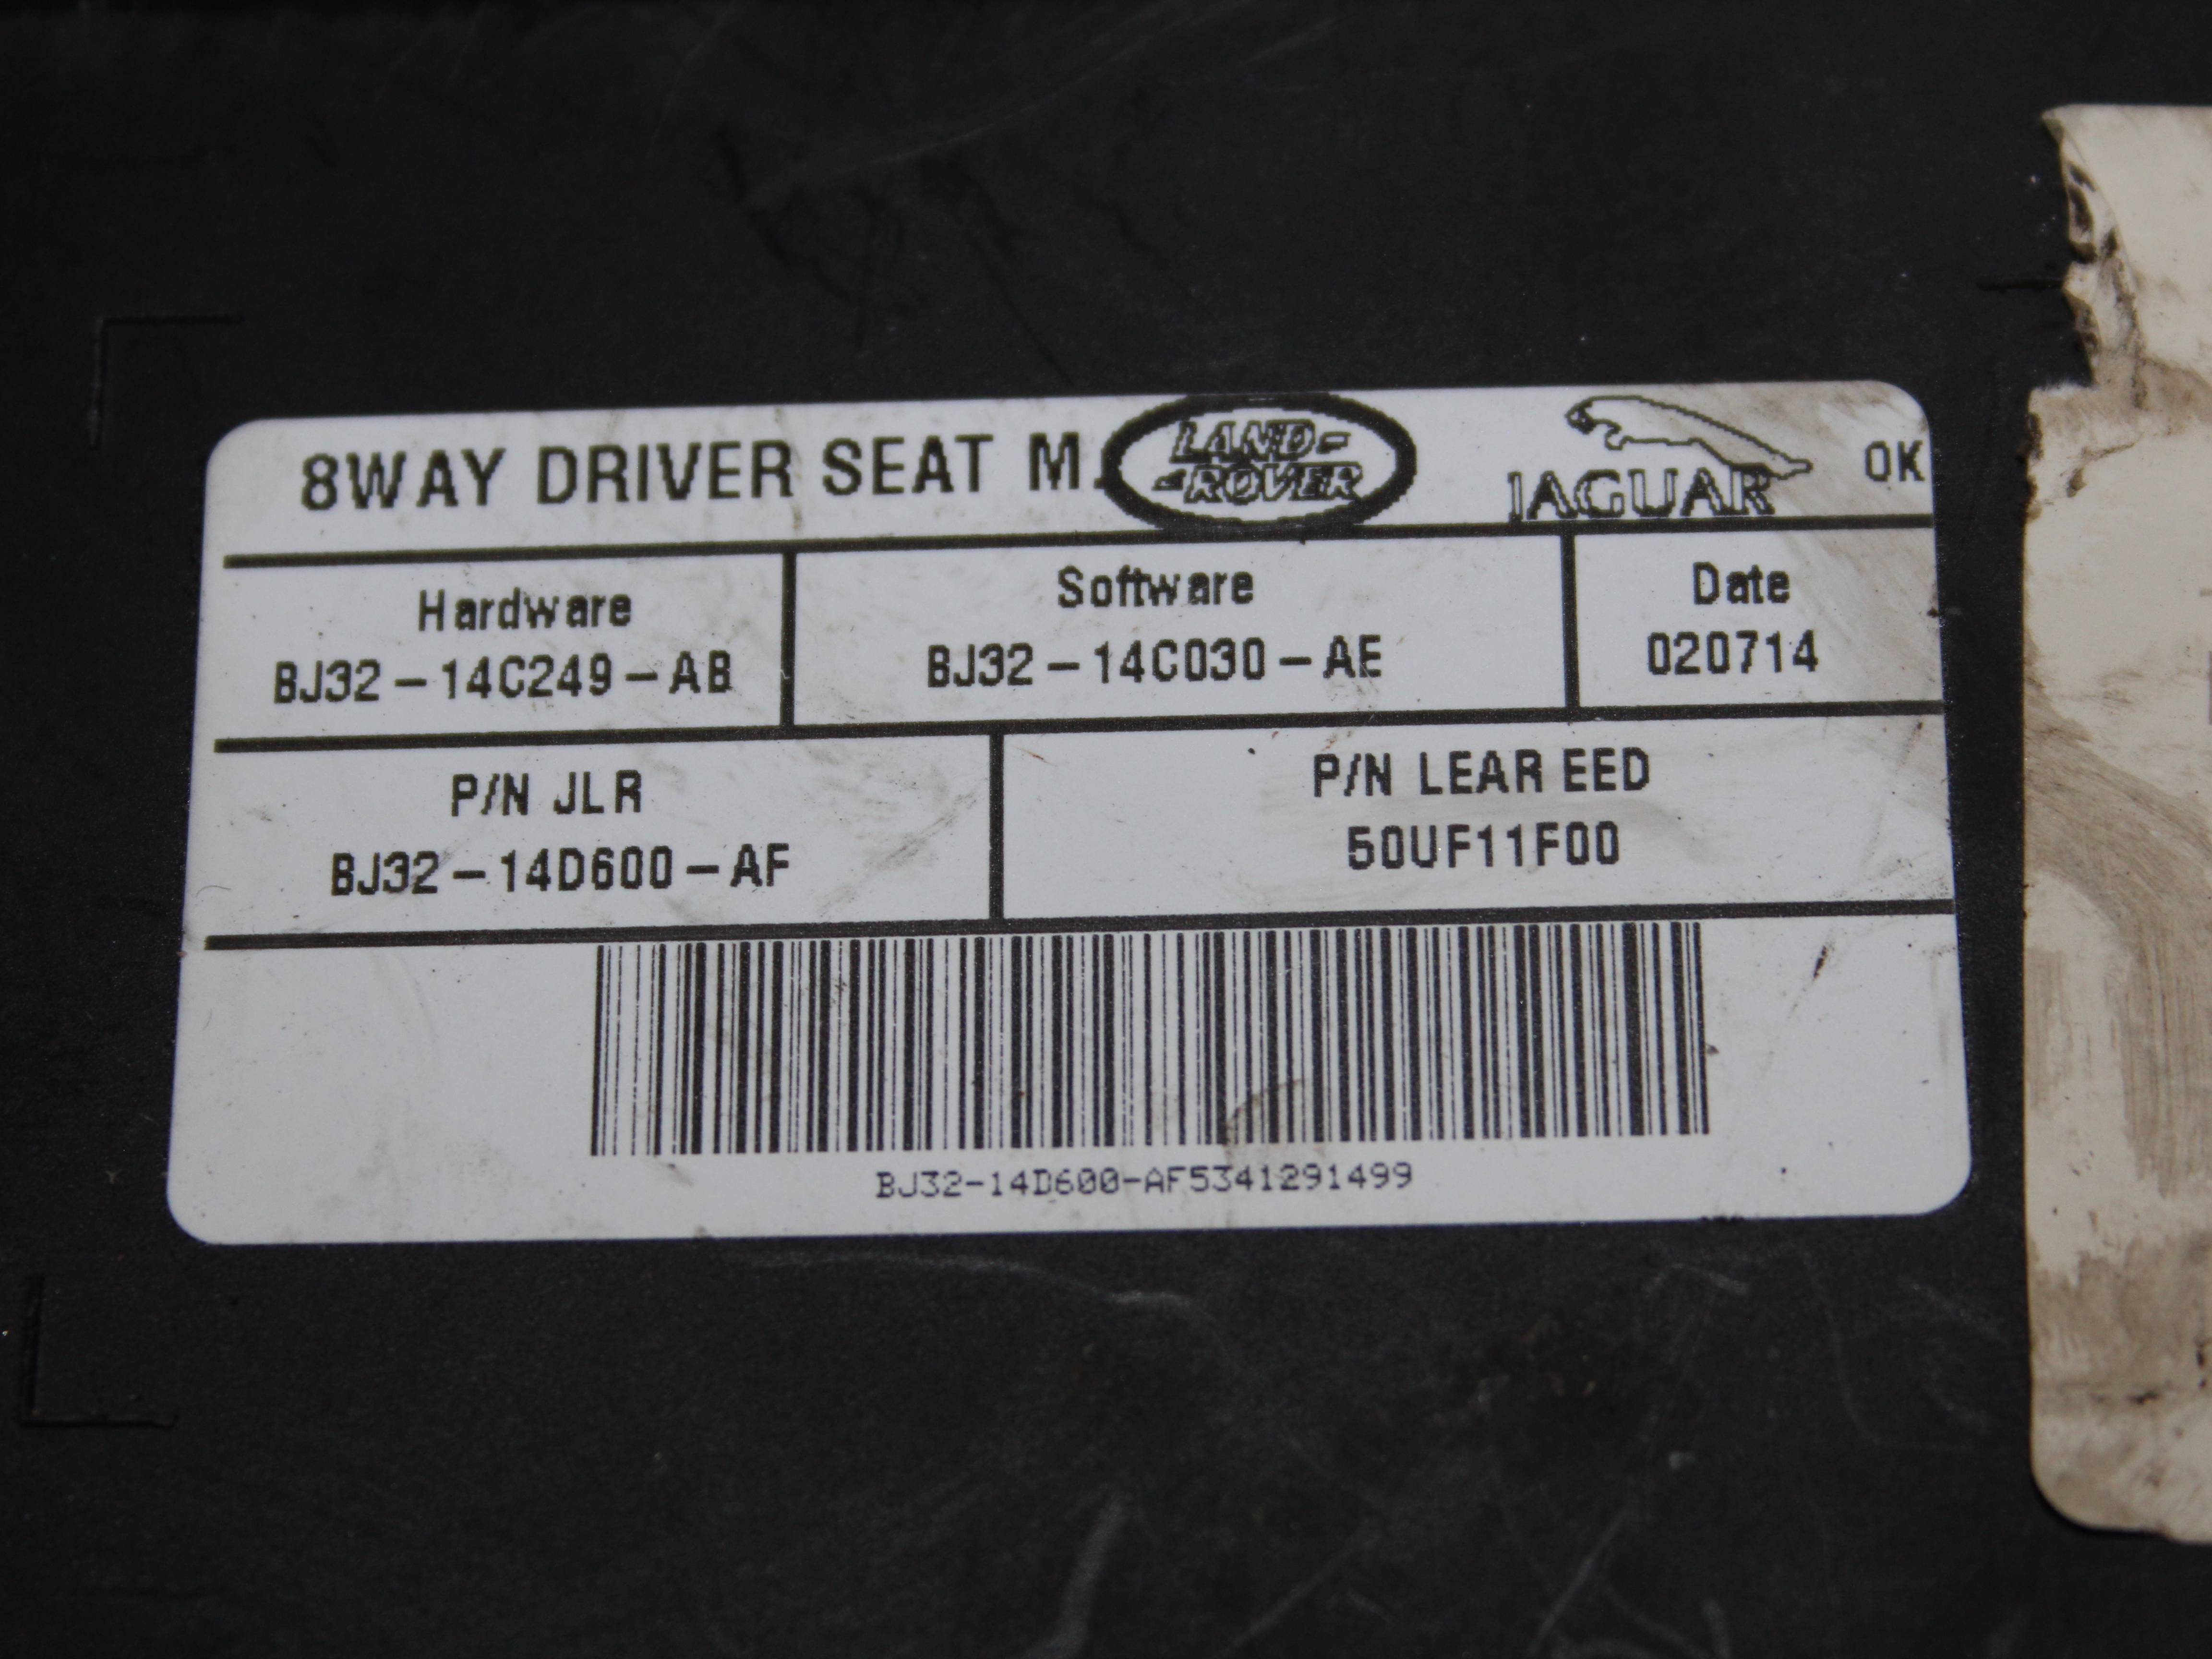 8WAY DRIVER SEAT M. LAND-ROVER JAGUAR OK
Hardware Software Date
BJ32-14C249-AB BJ32-14C030-AE 020714
P/N JLR P/N LEAR EED
BJ32-14D600-AF 50UF11F00
BJ32-14D600-AF5341291499